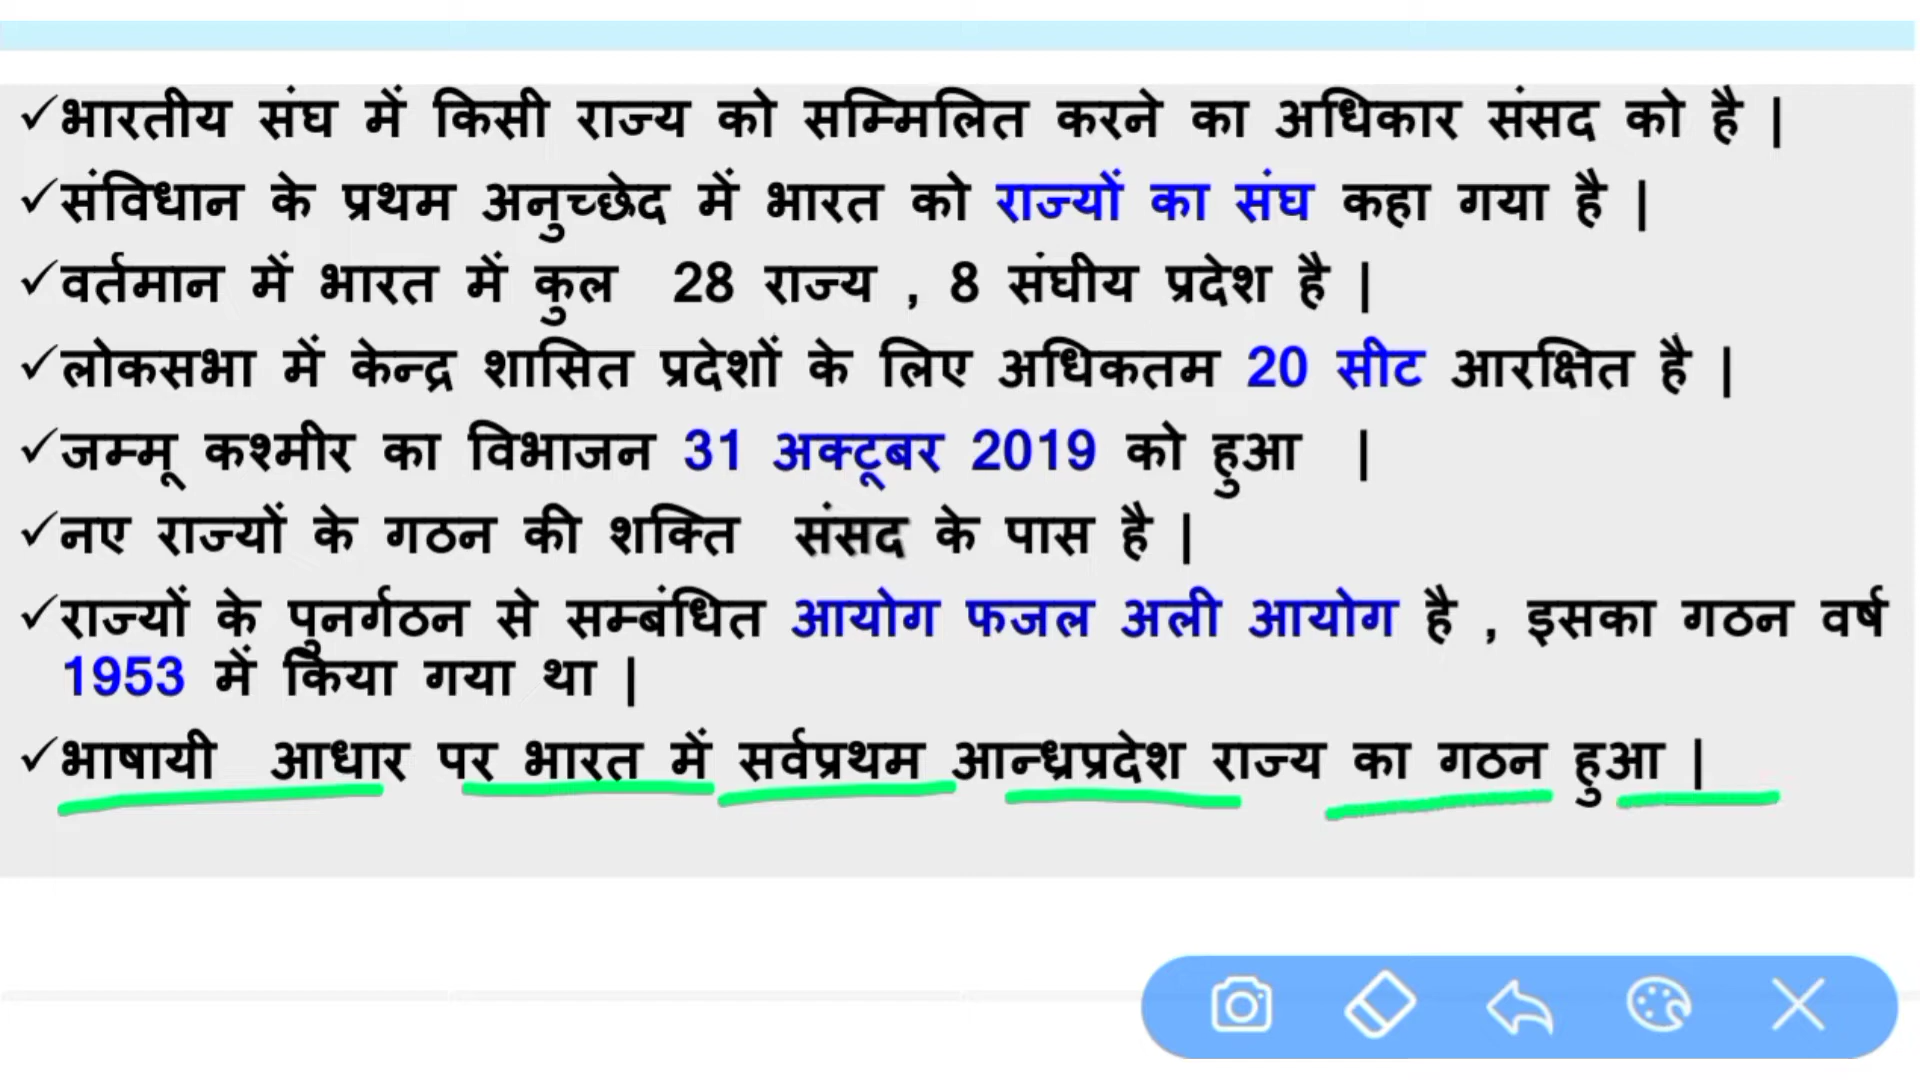 ✓भारतीय संघ में किसी राज्य को सम्मिलित करने का अधिकार संसद को है |
✓संविधान के प्रथम अनुच्छेद में भारत को राज्यों का संघ कहा गया है |
✓वर्तमान में भारत में कुल 28 राज्य , 8 संघीय प्रदेश है |
✓लोकसभा में केन्द्र शासित प्रदेशों के लिए अधिकतम 20 सीट आरक्षित है |
✓जम्मू कश्मीर का विभाजन 31 अक्टूबर 2019 को हुआ |
✓नए राज्यों के गठन की शक्ति संसद के पास है |
✓राज्यों के पुनर्गठन से सम्बंधित आयोग फजल अली आयोग है , इसका गठन वर्ष
1953 में किया गया था |
✓भाषायी आधार पर भारत में सर्वप्रथम आन्ध्रप्रदेश राज्य का गठन हुआ |